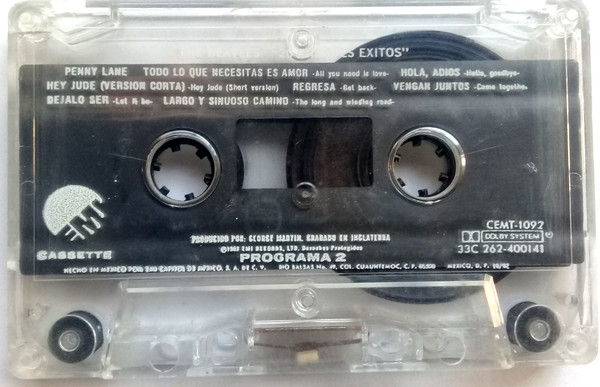 BEATLES EXITOS"
PENNY LANE TODO LO QUE NECESITAS ES AMOR -All you need is love- HOLA, ADIOS -Hello, goodbye-
HEY JUDE (VERSION CORTA) -Hey Jude (Short version) REGRESA -Get back- VENGAN JUNTOS -Come together-
DEJALO SER -Let it be- LARGO Y SINUOSO CAMINO -The long and winding road-
EMI
CASSETTE
CEMT-1092
DOLBY SYSTEM ®
33C 262-400141
PRODUCIDO POR: GEORGE MARTIN. GRABADO EN INGLATERRA
©1982 EMI RECORDS, LTD. Derechos Protegidos
PROGRAMA 2
HECHO EN MEXICO POR EMI CAPITOL DE MEXICO, S. A. DE C. V. RIO BALSAS No. 49, COL. CUAUHTEMOC, C. P. 06500 MEXICO, D. F.